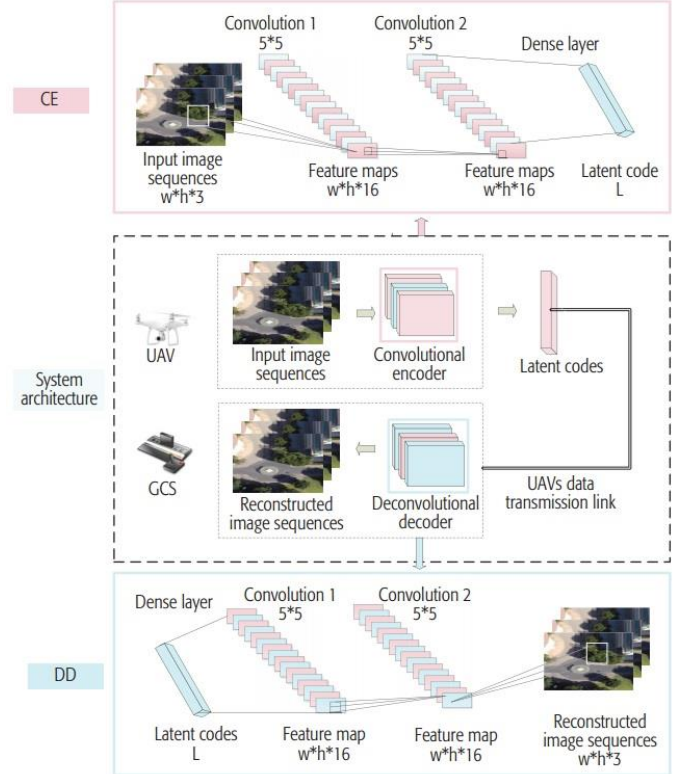 CE
Convolution 1
5*5
Convolution 2
5*5
Dense layer
Input image
sequences
w*h*3
Feature maps
w*h*16
Feature maps
w*h*16
Latent code
L
System
architecture
UAV
Input image
sequences
Convolutional
encoder
Latent codes
GCS
Reconstructed
image sequences
Deconvolutional
decoder
UAVs data
transmission link
DD
Dense layer
Convolution 1
5*5
Convolution 2
5*5
Latent codes
L
Feature map
w*h*16
Feature map
w*h*16
Reconstructed
image sequences
w*h*3